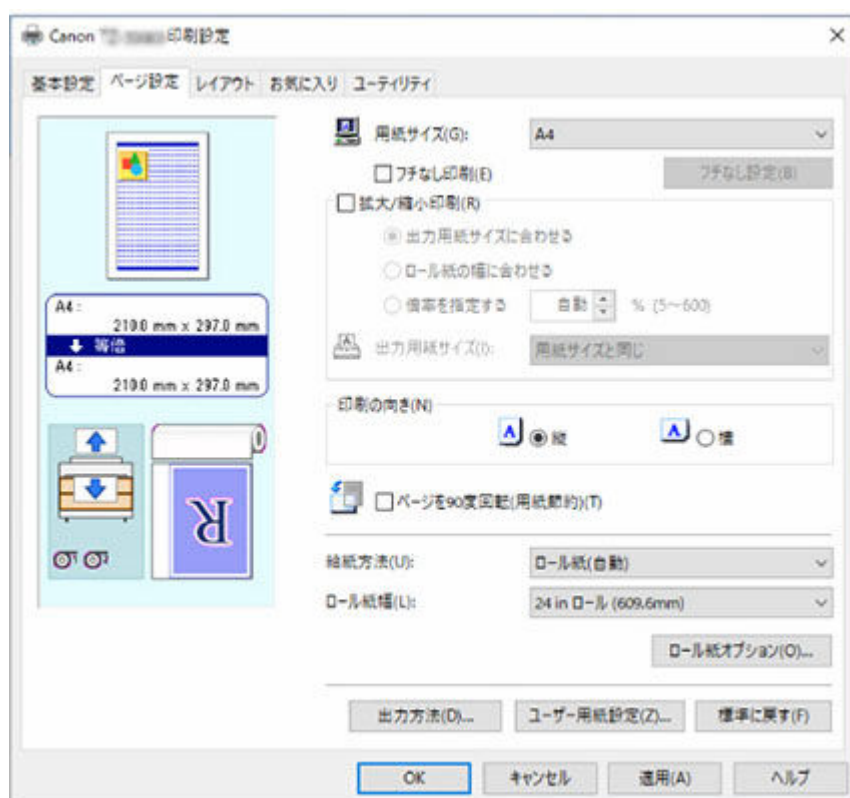 Canon 印刷設定
基本設定 ページ設定 レイアウト お気に入り ユーティリティ
用紙サイズ(G): A4
フチなし印刷(E) フチなし設定(B)
拡大/縮小印刷(R)
出力用紙サイズに合わせる
ロール紙の幅に合わせる
倍率を指定する 自動 % (5～600)
出力用紙サイズ(I): 用紙サイズと同じ
A4 :
210.0 mm x 297.0 mm
等倍
A4 :
210.0 mm x 297.0 mm
印刷の向き(N)
A 縦 A 横
ページを90度回転(用紙節約)(T)
R
給紙方法(U): ロール紙(自動)
ロール紙幅(L): 24 in ロール (609.6mm)
ロール紙オプション(O)...
出力方法(D)... ユーザー用紙設定(Z)... 標準に戻す(F)
OK キャンセル 適用(A) ヘルプ